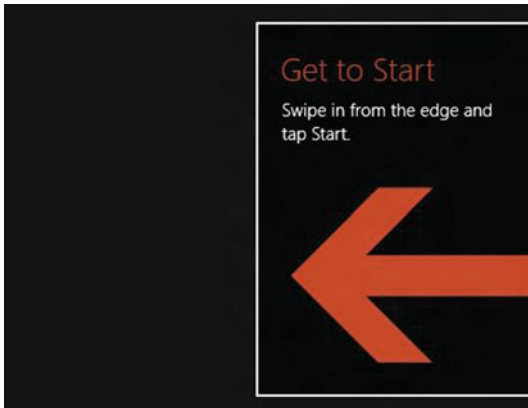 Get to Start
Swipe in from the edge and
tap Start.